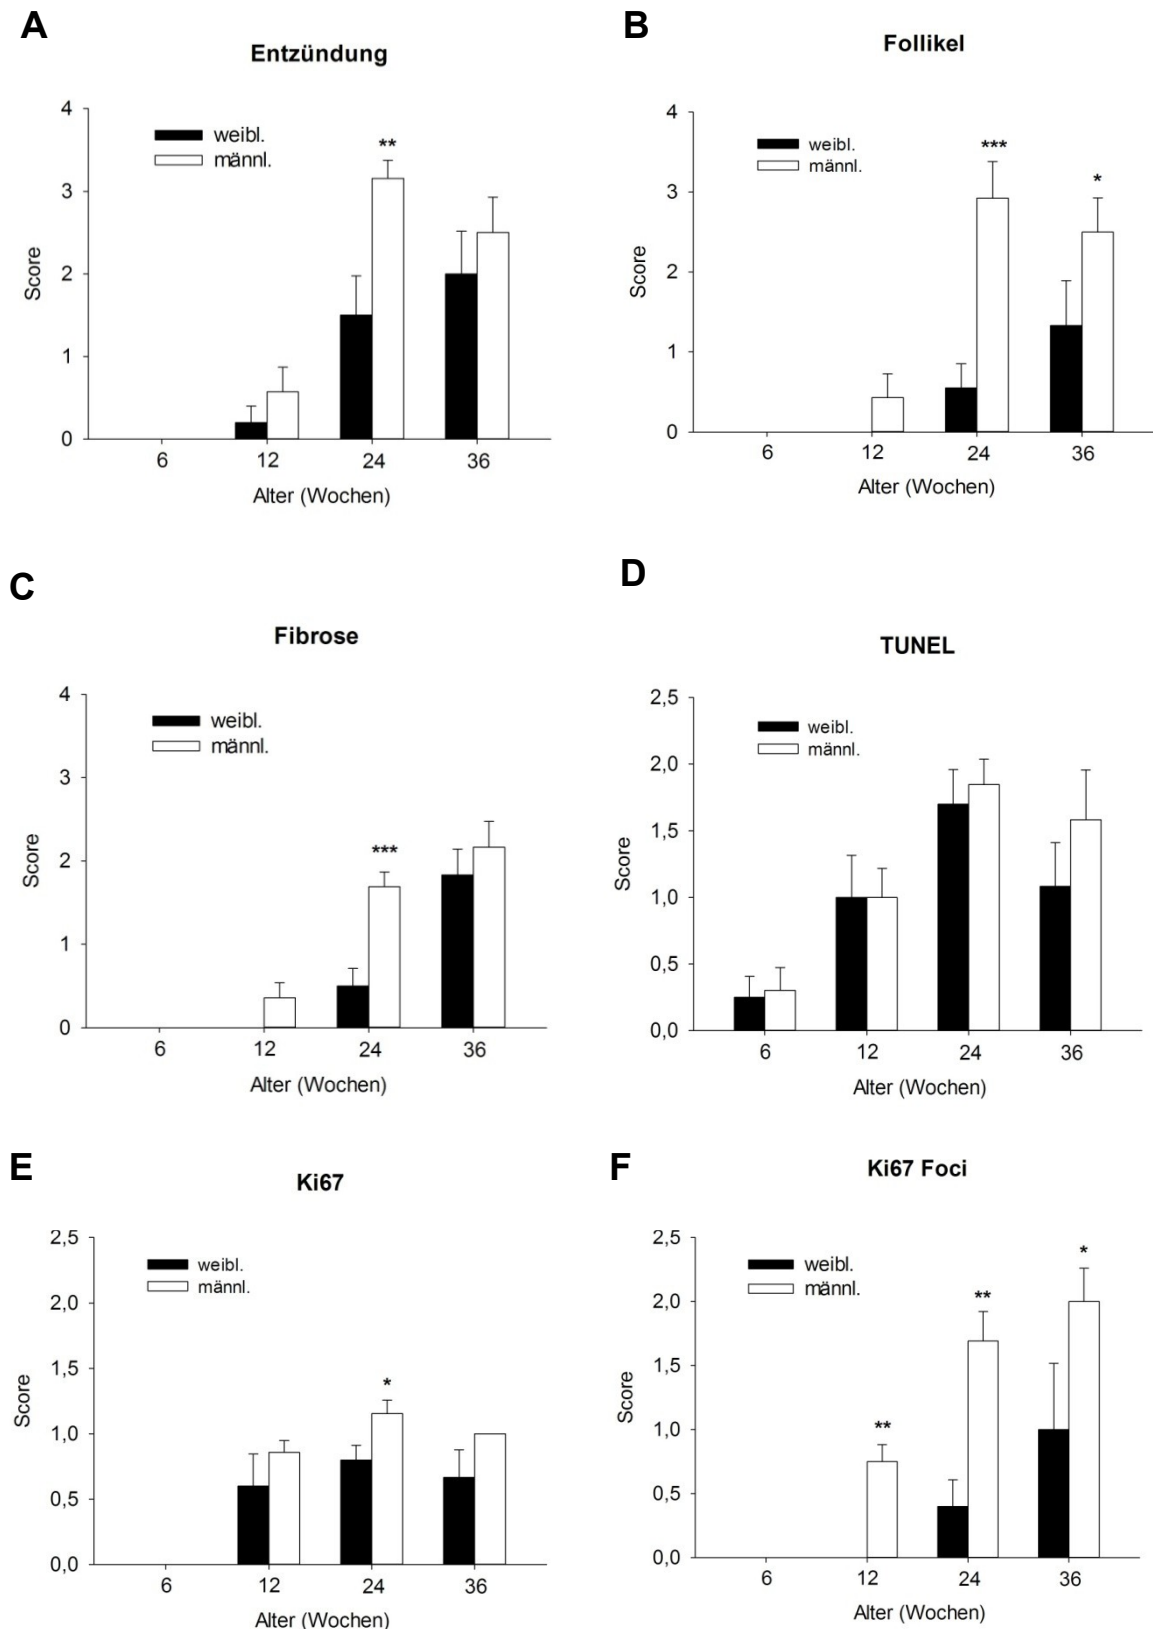 A
Entzündung
4
3
2
1
0
weibl.
männl.
**
Score
6 12 24 36
Alter (Wochen)
B
Follikel
4
3
2
1
0
weibl.
männl.
***
*
Score
6 12 24 36
Alter (Wochen)
C
Fibrose
4
3
2
1
0
weibl.
männl.
***
Score
6 12 24 36
Alter (Wochen)
D
TUNEL
2,5
2,0
1,5
1,0
0,5
0,0
weibl.
männl.
Score
6 12 24 36
Alter (Wochen)
E
Ki67
2,5
2,0
1,5
1,0
0,5
0,0
weibl.
männl.
*
Score
6 12 24 36
Alter (Wochen)
F
Ki67 Foci
2,5
2,0
1,5
1,0
0,5
0,0
weibl.
männl.
**
**
*
Score
6 12 24 36
Alter (Wochen)